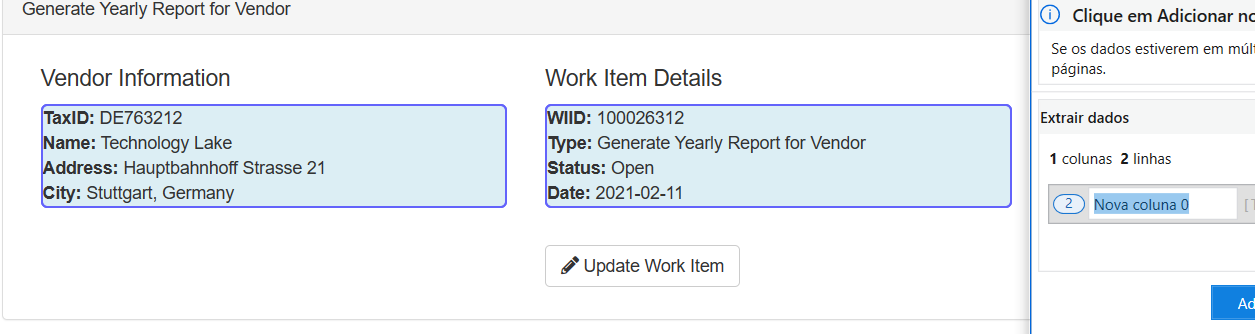 Generate Yearly Report for Vendor
Vendor Information
TaxID: DE763212
Name: Technology Lake
Address: Hauptbahnhoff Strasse 21
City: Stuttgart, Germany
Work Item Details
WIID: 100026312
Type: Generate Yearly Report for Vendor
Status: Open
Date: 2021-02-11
Update Work Item
Clique em Adicionar no
Se os dados estiverem em múlt
páginas.
Extrair dados
1 colunas 2 linhas
2 Nova coluna 0 [T
Ad